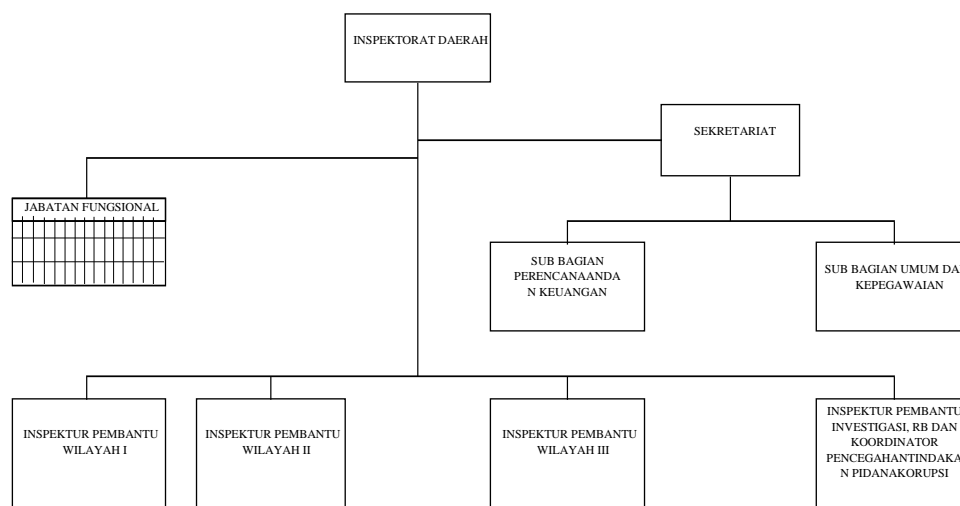 INSPEKTORAT DAERAH
SEKRETARIAT
JABATAN FUNGSIONAL
SUB BAGIAN
PERENCANAANDA
N KEUANGAN
SUB BAGIAN UMUM DA
KEPEGAWAIAN
INSPEKTUR PEMBANTU
WILAYAH I
INSPEKTUR PEMBANTU
WILAYAH II
INSPEKTUR PEMBANTU
WILAYAH III
INSPEKTUR PEMBANTU
INVESTIGASI, RB DAN
KOORDINATOR
PENCEGAHANTINDAKA
N PIDANAKORUPSI